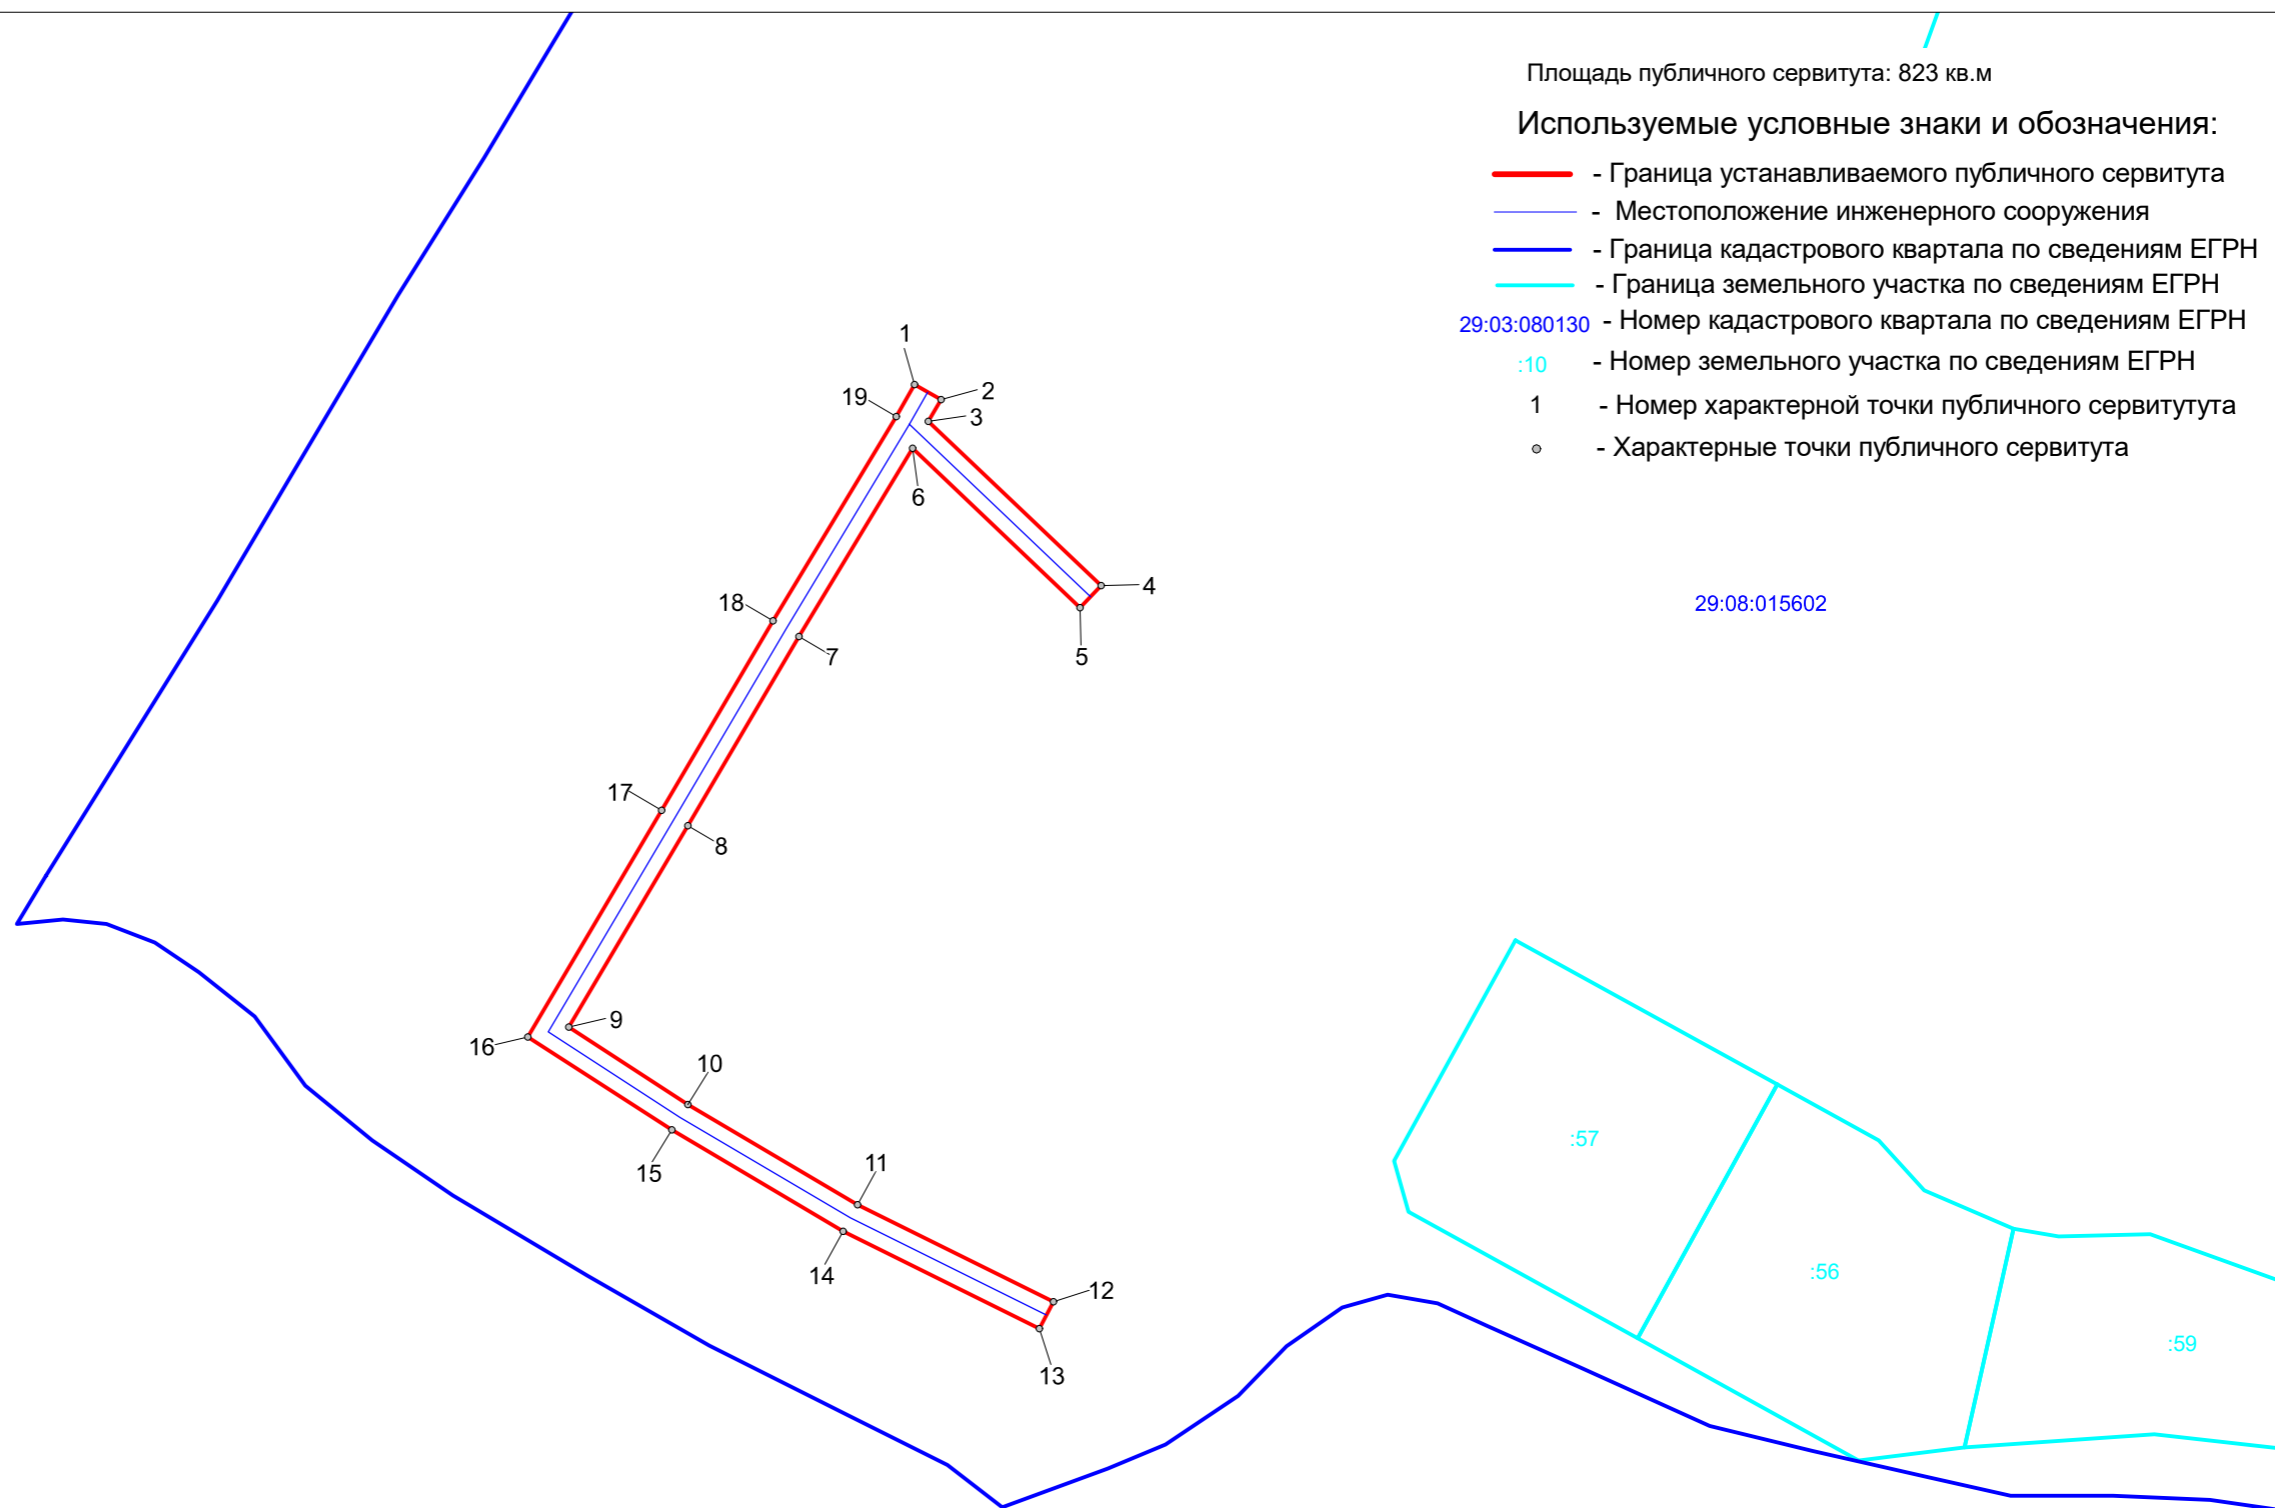 Площадь публичного сервитута: 823 кв.м
Используемые условные знаки и обозначения:
- Граница устанавливаемого публичного сервитута
- Местоположение инженерного сооружения
- Граница кадастрового квартала по сведениям ЕГРН
- Граница земельного участка по сведениям ЕГРН
29:03:080130 - Номер кадастрового квартала по сведениям ЕГРН
:10 - Номер земельного участка по сведениям ЕГРН
1 - Номер характерной точки публичного сервитутута
- Характерные точки публичного сервитута
1
2
19
3
6
4
18
29:08:015602
7
5
17
8
9
16
10
:57
11
15
:56
14
12
:59
13